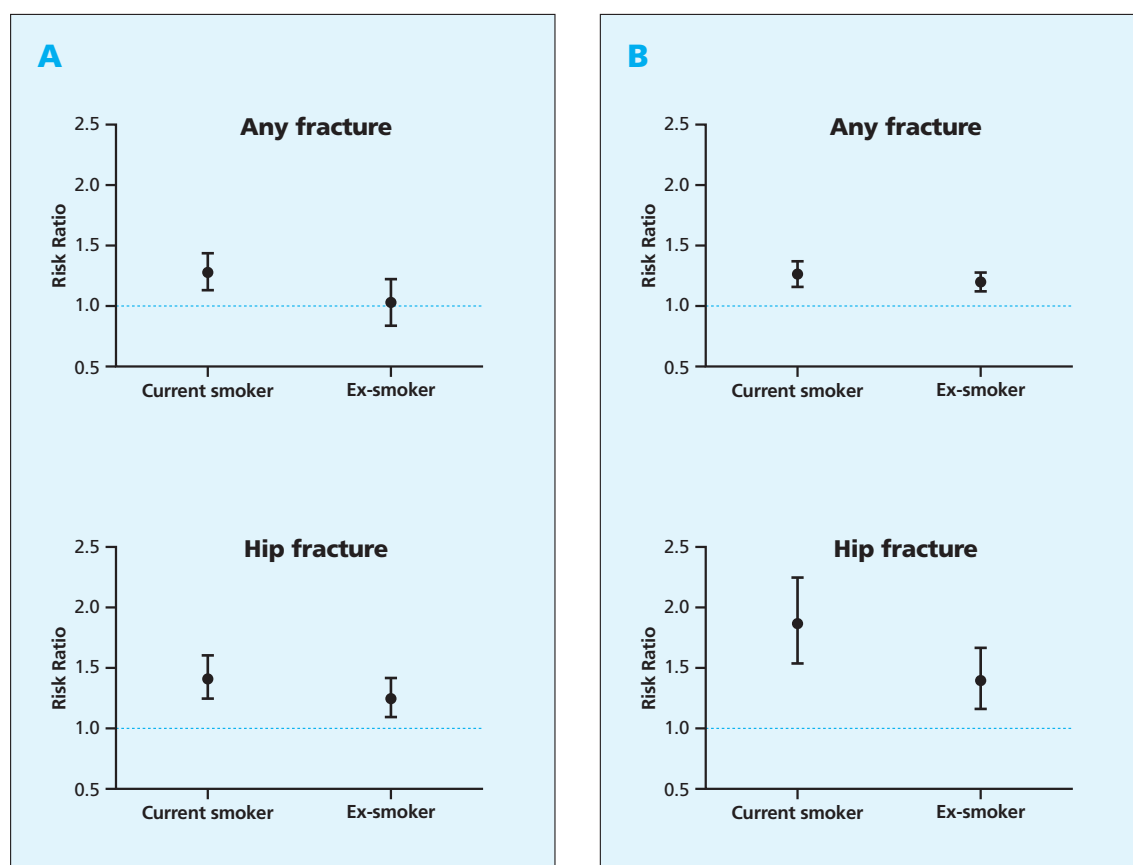 A
Any fracture
Risk Ratio
2.5
2.0
1.5
1.0
0.5
Current smoker
Ex-smoker
Hip fracture
Risk Ratio
2.5
2.0
1.5
1.0
0.5
Current smoker
Ex-smoker
B
Any fracture
Risk Ratio
2.5
2.0
1.5
1.0
0.5
Current smoker
Ex-smoker
Hip fracture
Risk Ratio
2.5
2.0
1.5
1.0
0.5
Current smoker
Ex-smoker